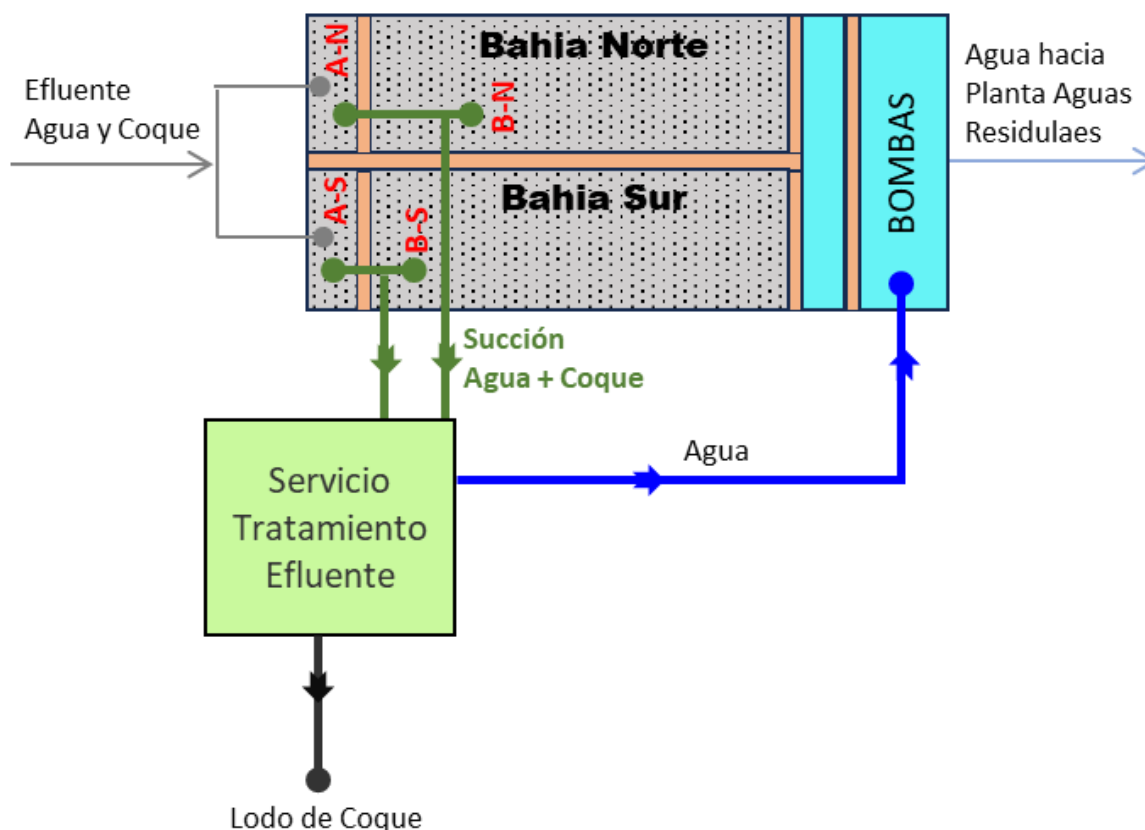 Efluente
Agua y Coque
A-N
Bahia Norte
B-N
A-S
Bahia Sur
B-S
BOMBAS
Agua hacia
Planta Aguas
Residulaes
Succión
Agua + Coque
Agua
Servicio
Tratamiento
Efluente
Lodo de Coque